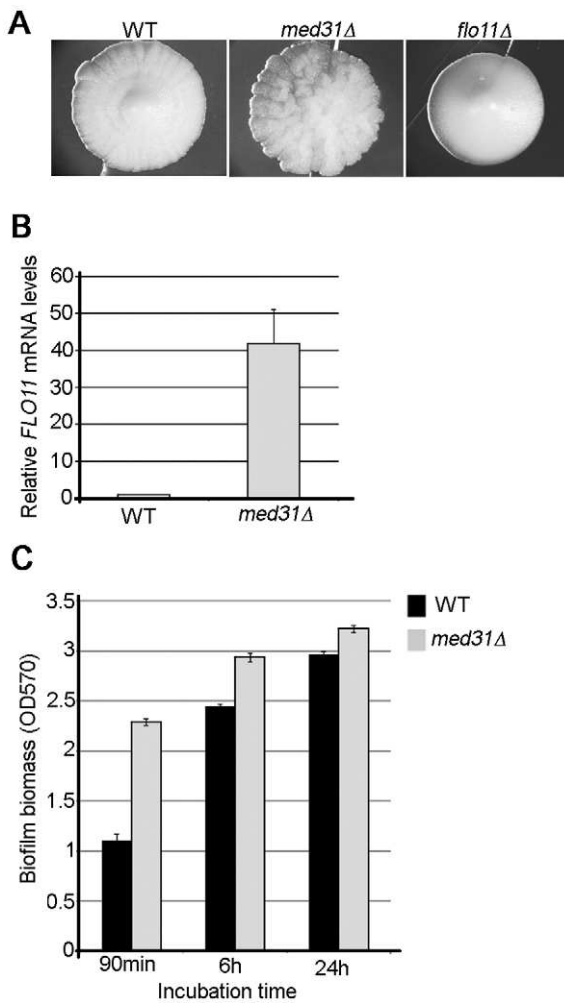 A
WT
med31Δ
flo11Δ
B
Relative FLO11 mRNA levels
60
50
40
30
20
10
0
WT
med31Δ
C
Biofilm biomass (OD570)
3.5
3
2.5
2
1.5
1
0.5
0
90min
6h
24h
Incubation time
WT
med31Δ